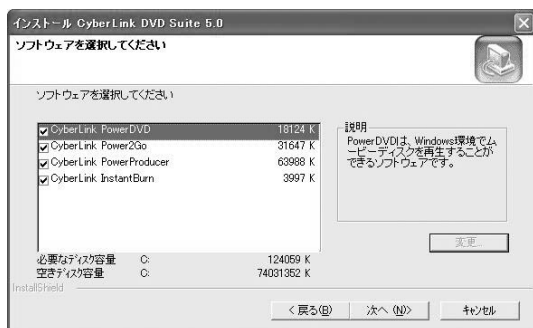 インストール CyberLink DVD Suite 5.0
ソフトウェアを選択してください
ソフトウェアを選択してください
CyberLink PowerDVD 18124 K
CyberLink Power2Go 31647 K
CyberLink PowerProducer 63988 K
CyberLink InstantBurn 3997 K
説明
PowerDVDは、Windows環境でム
ービーディスクを再生することが
できるソフトウェアです。
変更...
必要なディスク容量 C: 124059 K
空きディスク容量 C: 74031352 K
InstallShield
< 戻る(B)
次へ (N)>
キャンセル